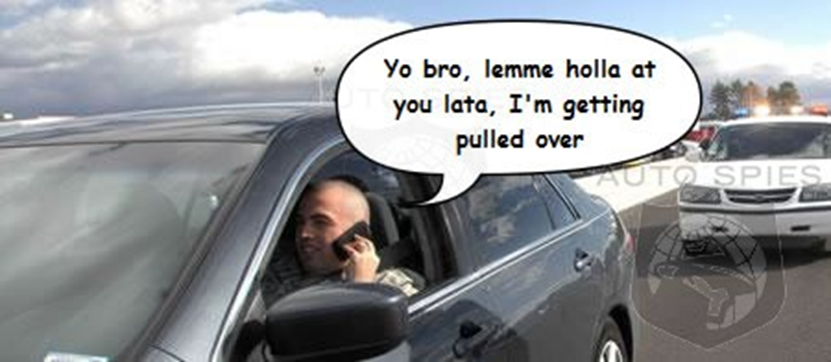 Yo bro, lemme holla at
you lata, I'm getting
pulled over
AUTO SPIES